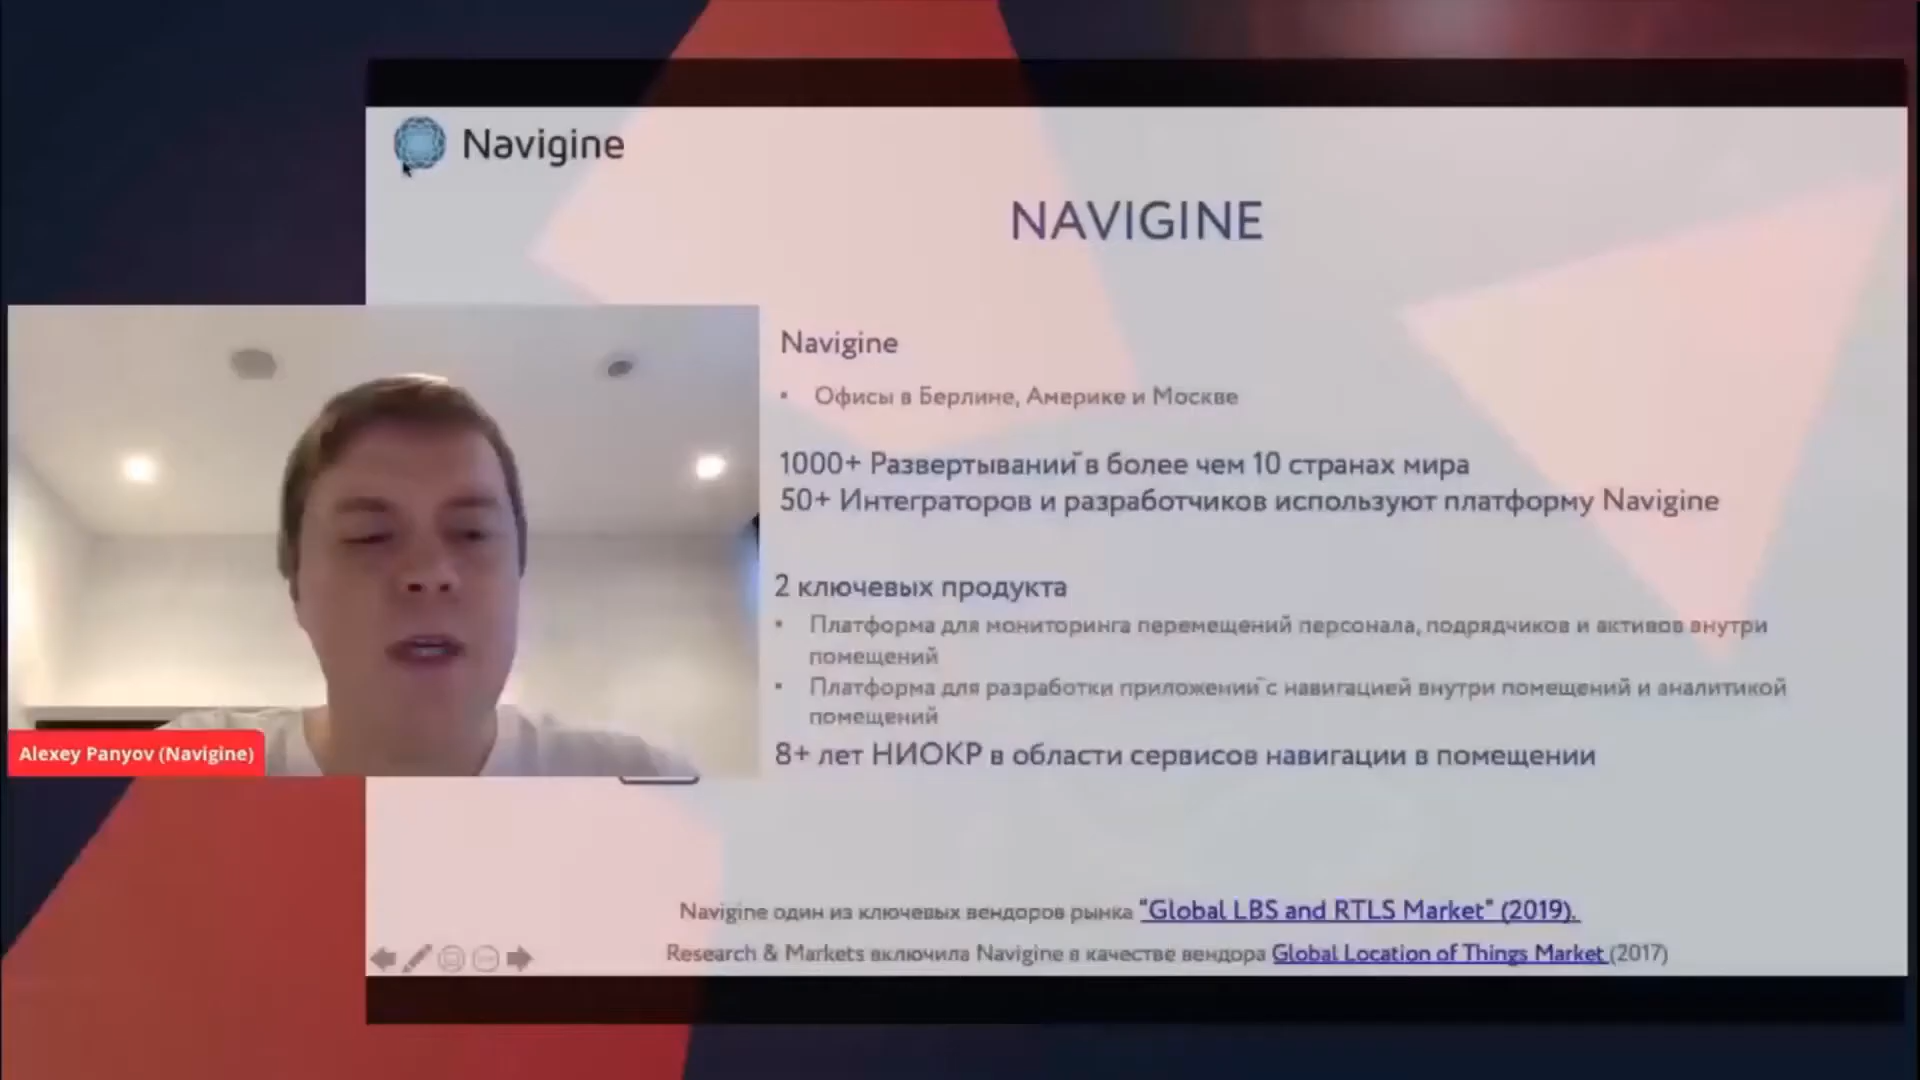 Navigine
NAVIGINE
Navigine
• Офисы в Берлине, Америке и Москве
1000+ Развертываний в более чем 10 странах мира
50+ Интеграторов и разработчиков используют платформу Navigine
2 ключевых продукта
• Платформа для мониторинга перемещений персонала, подрядчиков и активов внутри
помещений
• Платформа для разработки приложений с навигацией внутри помещений и аналитикой
помещений
8+ лет НИОКР в области сервисов навигации в помещении
Alexey Panyov (Navigine)
Navigine один из ключевых вендоров рынка "Global LBS and RTLS Market" (2019).
Research & Markets включила Navigine в качестве вендора Global Location of Things Market (2017)